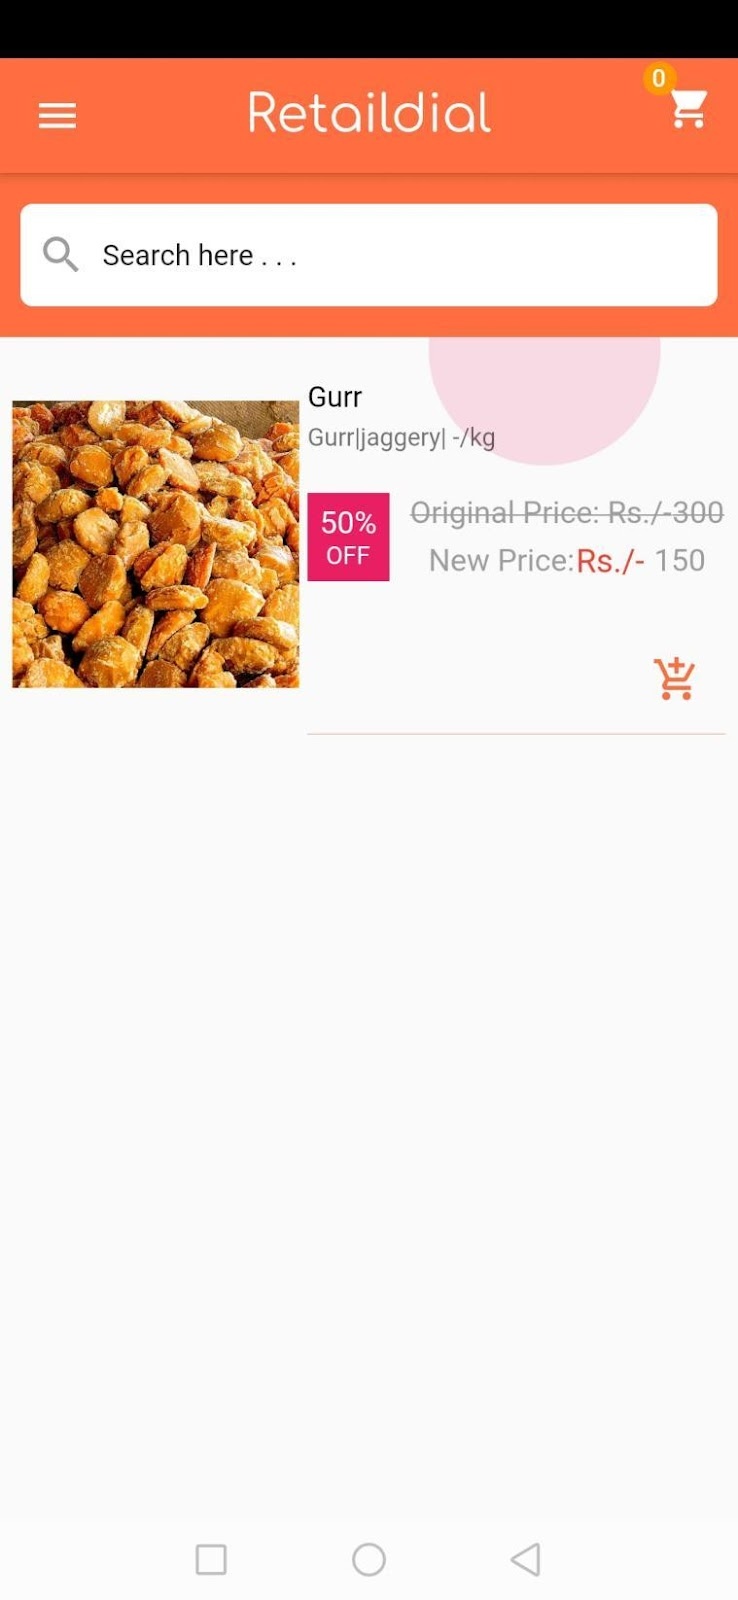 0
Retaildial
Search here . . .
Gurr
Gurr|jaggery| -/kg
50%
OFF
Original Price: Rs./-300
New Price:Rs./- 150